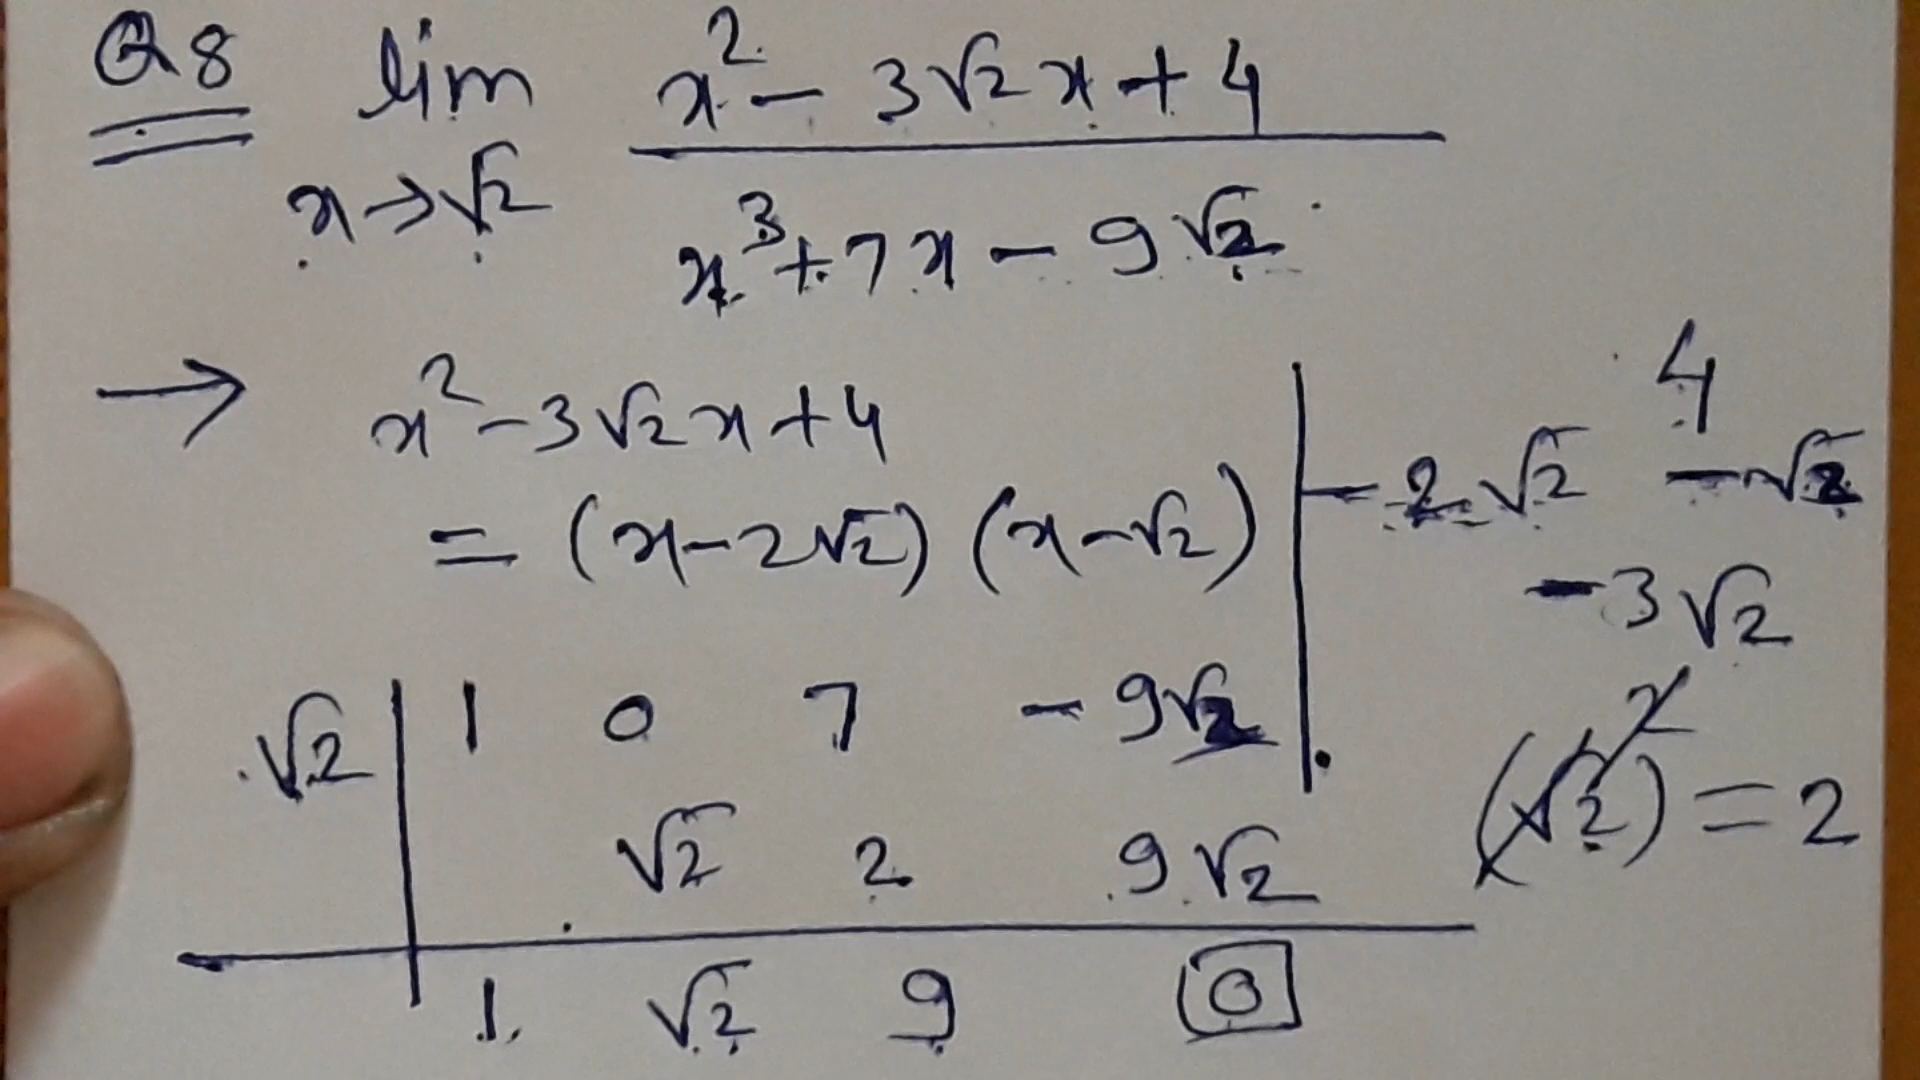 Q8 lim x² - 3√2x + 4
x→√2 x³ + 7x - 9√2
→ x² - 3√2x + 4
= (x - 2√2) (x - √2)
4
-2√2 -√2
-3√2
√2 | 1 0 7 -9√2
√2 2 9√2
1 √2 9 0
(√2)² = 2